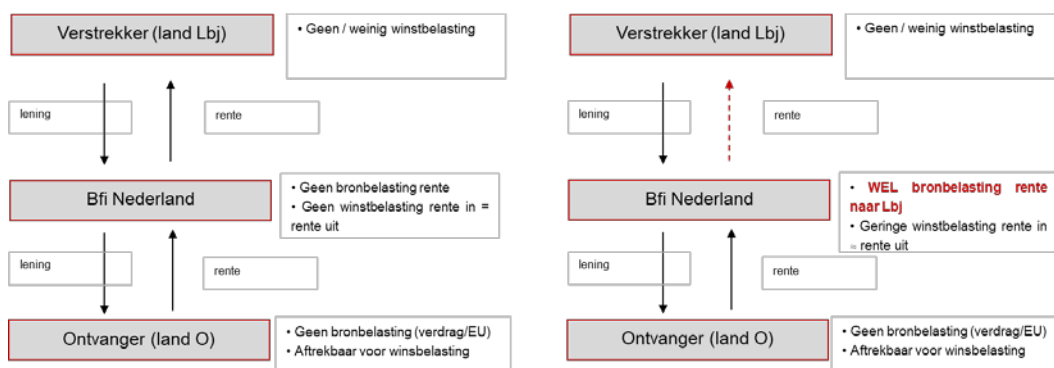 Verstrekker (land Lbj)
• Geen / weinig winstbelasting
lening
rente
Bfi Nederland
• Geen bronbelasting rente
• Geen winstbelasting rente in =
rente uit
lening
rente
Ontvanger (land O)
• Geen bronbelasting (verdrag/EU)
• Aftrekbaar voor winsbelasting
Verstrekker (land Lbj)
• Geen / weinig winstbelasting
lening
rente
Bfi Nederland
• WEL bronbelasting rente
naar Lbj
• Geringe winstbelasting rente in
≈ rente uit
lening
rente
Ontvanger (land O)
• Geen bronbelasting (verdrag/EU)
• Aftrekbaar voor winsbelasting